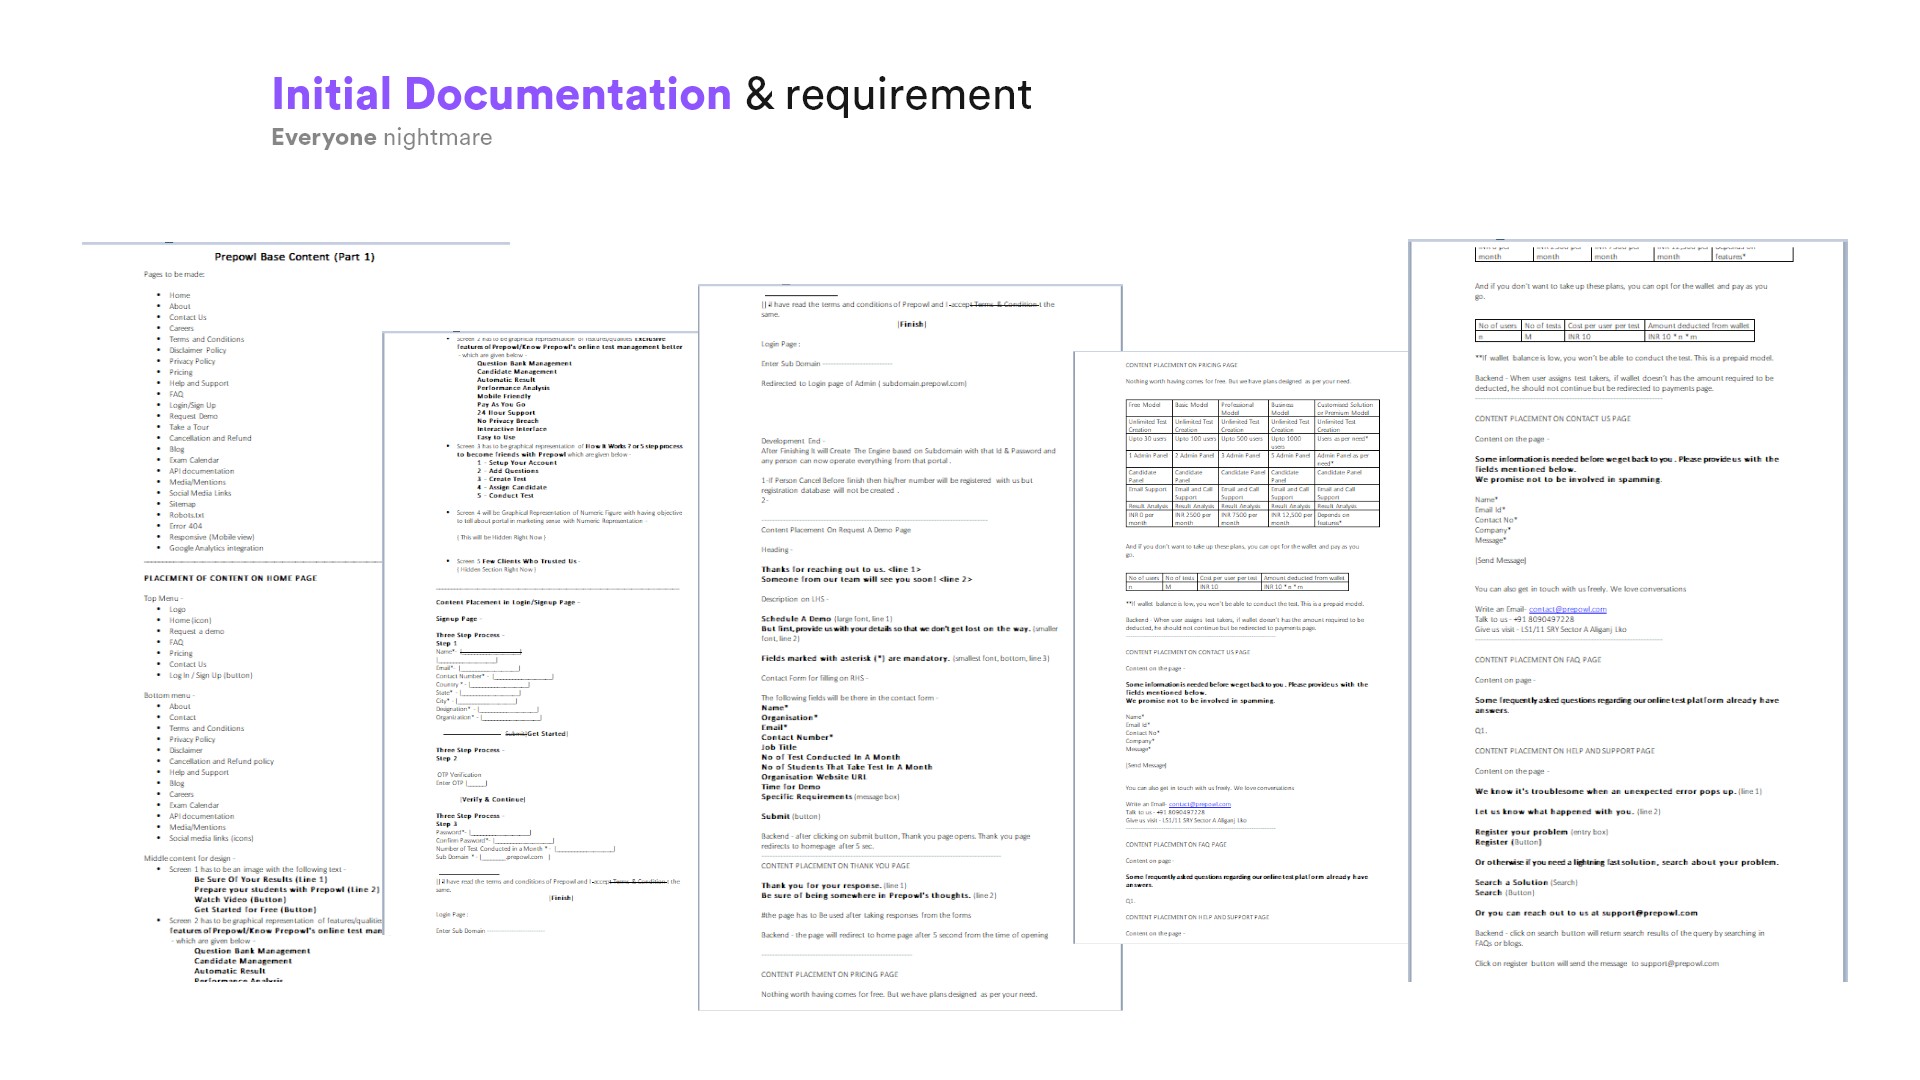 Initial Documentation & requirement
Everyone nightmare
Prepowl Base Content (Part 1)
Pages to be made:
• Home
• About
• Contact Us
• Careers
• Terms and Conditions
• Disclaimer Policy
• Privacy Policy
• Pricing
• Help and Support
• FAQ
• Login/Sign Up
• Request Demo
• Take a Tour
• Cancellation and Refund
• Blog
• Exam Calendar
• API documentation
• Media/Mentions
• Social Media Links
• Sitemap
• Robots.txt
• Error 404
• Responsive (Mobile view)
• Google Analytics integration
PLACEMENT OF CONTENT ON HOME PAGE
Top Menu -
• Logo
• Home (icon)
• Request a demo
• FAQ
• Pricing
• Contact Us
• Log In / Sign Up (button)
Bottom menu -
• About
• Contact
• Terms and Conditions
• Privacy Policy
• Disclaimer
• Cancellation and Refund policy
• Help and Support
• Blog
• Careers
• Exam Calendar
• API documentation
• Media/Mentions
• Social media links (icons)
Middle content for design -
• Screen 1 has to be an image with the following text -
Be Sure Of Your Results (Line 1)
Prepare your students with Prepowl (Line 2)
Watch Video (Button)
Get Started for Free (Button)
• Screen 2 has to be graphical representation of features/qualities
features of Prepowl/Know Prepowl's online test man
- which are given below -
Question Bank Management
Candidate Management
Automatic Result
Performance Analysis
• Screen 2 has to be graphical representation of features/qualities Exclusive
features of Prepowl/Know Prepowl's online test management better
- which are given below -
Question Bank Management
Candidate Management
Automatic Result
Performance Analysis
Mobile Friendly
Pay As You Go
24 Hour Support
No Privacy Breach
Interactive Interface
Easy to Use
• Screen 3 has to be graphical representation of How It Works ? or 5 step process
to become friends with Prepowl which are given below -
1 - Setup Your Account
2 - Add Questions
3 - Create Test
4 - Assign Candidate
5 - Conduct Test
• Screen 4 will be Graphical Representation of Numeric Figure with having objective
to tell about portal in marketing sense with Numeric Representation -
( This will be Hidden Right Now )
• Screen 5 Few Clients Who Trusted Us -
( Hidden Section Right Now )
Content Placement in Login/Signup Page -
Signup Page -
Three Step Process -
Step 1
Name*- [____]
[____]
Email*- [____]
Contact Number* - [____]
Country * - [____]
State* - [____]
City* - [____]
Designation* - [____]
Organization* - [____]
Submit[Get Started]
Three Step Process -
Step 2
OTP Verification
Enter OTP [____]
[Verify & Continue]
Three Step Process -
Step 3
Password*- [____]
Confirm Password*- [____]
Number of Test Conducted in a Month * - [____]
Sub Domain * - [____.prepowl.com ]
[] I have read the terms and conditions of Prepowl and I accept Terms & Condition t the
same.
[Finish]
Login Page :
Enter Sub Domain --------------------
[] I have read the terms and conditions of Prepowl and I accept Terms & Condition t the
same.
[Finish]
Login Page :
Enter Sub Domain --------------------
Redirected to Login page of Admin ( subdomain.prepowl.com)
Development End -
After Finishing It will Create The Engine based on Subdomain with that Id & Password and
any person can now operate everything from that portal .
1-If Person Cancel Before finish then his/her number will be registered with us but
registration database will not be created .
2-
Content Placement On Request A Demo Page
Heading -
Thanks for reaching out to us. <line 1>
Someone from our team will see you soon! <line 2>
Description on LHS -
Schedule A Demo (large font, line 1)
But first, provide us with your details so that we don't get lost on the way. (smaller
font, line 2)
Fields marked with asterisk (*) are mandatory. (smallest font, bottom, line 3)
Contact Form for filling on RHS -
The following fields will be there in the contact form -
Name*
Organisation*
Email*
Contact Number*
Job Title
No of Test Conducted In A Month
No of Students That Take Test In A Month
Organisation Website URL
Time for Demo
Specific Requirements (message box)
Submit (button)
Backend - after clicking on submit button, Thank you page opens. Thank you page
redirects to homepage after 5 sec.
CONTENT PLACEMENT ON THANK YOU PAGE
Thank you for your response. (line 1)
Be sure of being somewhere in Prepowl's thoughts. (line 2)
#the page has to Be used after taking responses from the forms
Backend - the page will redirect to home page after 5 second from the time of opening
CONTENT PLACEMENT ON PRICING PAGE
Nothing worth having comes for free. But we have plans designed as per your need.
CONTENT PLACEMENT ON PRICING PAGE
Nothing worth having comes for free. But we have plans designed as per your need.
Free Model Basic Model Professional Model Business Model Customised Solution or Premium Model
Unlimited Test Creation Unlimited Test Creation Unlimited Test Creation Unlimited Test Creation Unlimited Test Creation
Upto 30 users Upto 100 users Upto 500 users Upto 1000 users Users as per need*
1 Admin Panel 2 Admin Panel 3 Admin Panel 5 Admin Panel Admin Panel as per need*
Candidate Panel Candidate Panel Candidate Panel Candidate Panel Candidate Panel
Email Support Email and Call Support Email and Call Support Email and Call Support Email and Call Support
Result Analysis Result Analysis Result Analysis Result Analysis Result Analysis
INR 0 per month INR 2500 per month INR 7500 per month INR 12,500 per month Depends on features*
And if you don't want to take up these plans, you can opt for the wallet and pay as you
go.
No of users No of tests Cost per user per test Amount deducted from wallet
n M INR 10 INR 10 * n * m
**If wallet balance is low, you won't be able to conduct the test. This is a prepaid model.
Backend - When user assigns test takers, if wallet doesn't has the amount required to be
deducted, he should not continue but be redirected to payments page.
CONTENT PLACEMENT ON CONTACT US PAGE
Content on the page -
Some information is needed before we get back to you . Please provide us with the
fields mentioned below.
We promise not to be involved in spamming.
Name*
Email Id*
Contact No*
Company*
Message*
[Send Message]
You can also get in touch with us freely. We love conversations
Write an Email- contact@prepowl.com
Talk to us - +91 8090497228
Give us visit - LS1/11 SRY Sector A Aliganj Lko
CONTENT PLACEMENT ON FAQ PAGE
Content on page -
Some frequently asked questions regarding our online test platform already have
answers.
Q1.
CONTENT PLACEMENT ON HELP AND SUPPORT PAGE
Content on the page -
month month month month features*
And if you don't want to take up these plans, you can opt for the wallet and pay as you
go.
No of users No of tests Cost per user per test Amount deducted from wallet
n M INR 10 INR 10 * n * m
**If wallet balance is low, you won't be able to conduct the test. This is a prepaid model.
Backend - When user assigns test takers, if wallet doesn't has the amount required to be
deducted, he should not continue but be redirected to payments page.
CONTENT PLACEMENT ON CONTACT US PAGE
Content on the page -
Some information is needed before we get back to you . Please provide us with the
fields mentioned below.
We promise not to be involved in spamming.
Name*
Email Id*
Contact No*
Company*
Message*
[Send Message]
You can also get in touch with us freely. We love conversations
Write an Email- contact@prepowl.com
Talk to us - +91 8090497228
Give us visit - LS1/11 SRY Sector A Aliganj Lko
CONTENT PLACEMENT ON FAQ PAGE
Content on page -
Some frequently asked questions regarding our online test platform already have
answers.
Q1.
CONTENT PLACEMENT ON HELP AND SUPPORT PAGE
Content on the page -
We know it's troublesome when an unexpected error pops up. (line 1)
Let us know what happened with you. (line 2)
Register your problem (entry box)
Register (Button)
Or otherwise if you need a lightning fast solution, search about your problem.
Search a Solution (Search)
Search (Button)
Or you can reach out to us at support@prepowl.com
Backend - click on search button will return search results of the query by searching in
FAQs or blogs.
Click on register button will send the message to support@prepowl.com